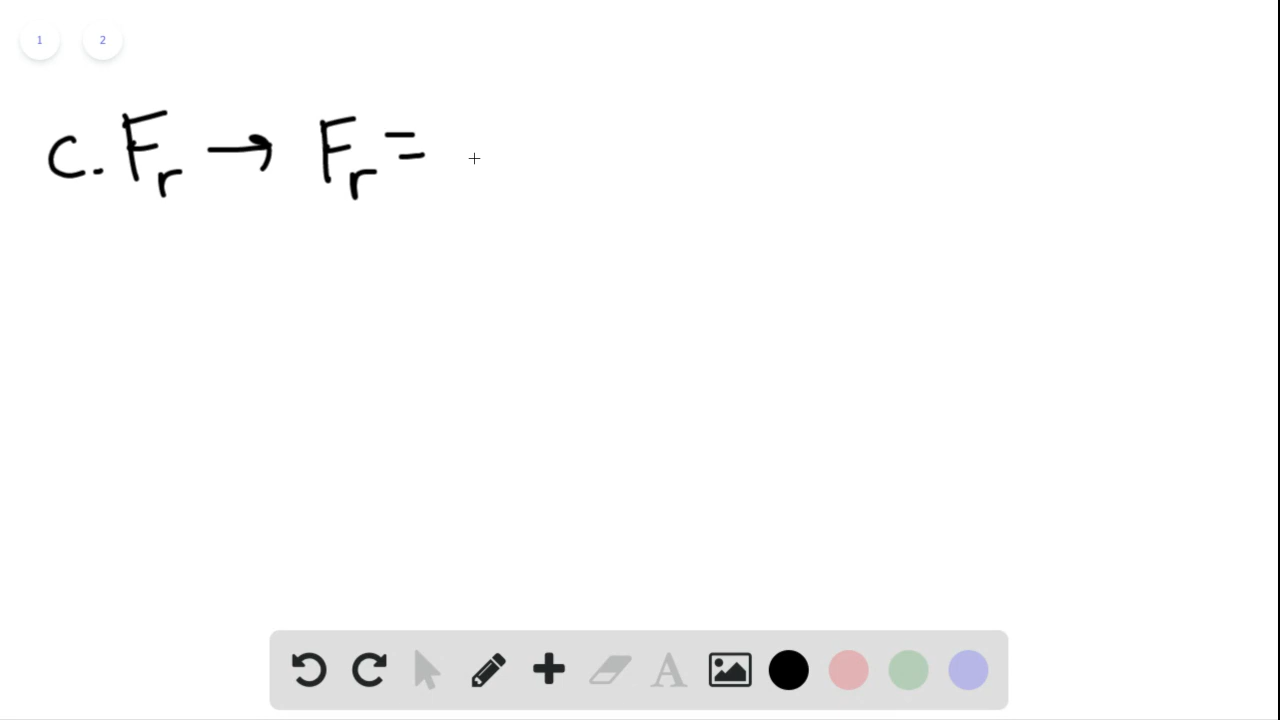 1 2
c. Fr → Fr =
A